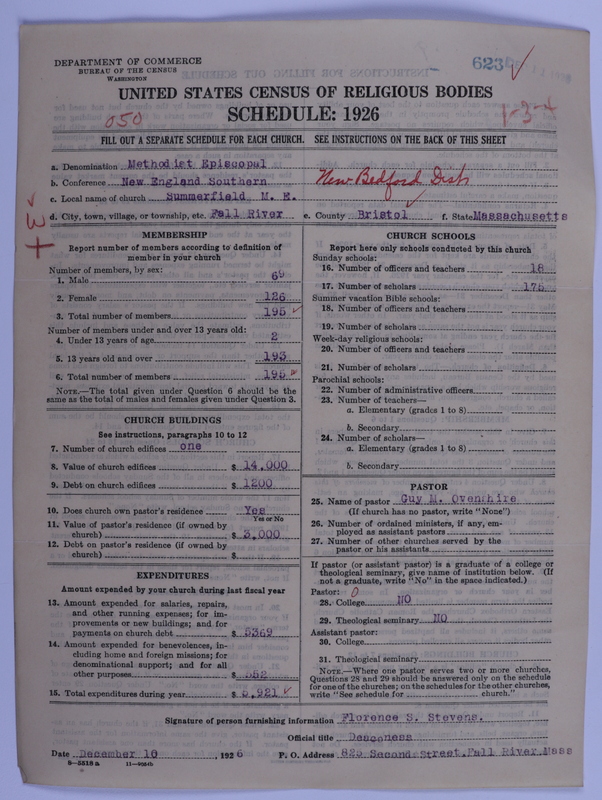 DEPARTMENT OF COMMERCE
BUREAU OF THE CENSUS
WASHINGTON
UNITED STATES CENSUS OF RELIGIOUS BODIES
SCHEDULE: 1926
050
1-3-4
FILL OUT A SEPARATE SCHEDULE FOR EACH CHURCH. SEE INSTRUCTIONS ON THE BACK OF THIS SHEET
a. Denomination Methodist Episcopal
b. Conference New England Southern New Bedford Dist
c. Local name of church Summerfield M. E.
d. City, town, village, or township, etc. Fall River e. County Bristol f. State Massachusetts
MEMBERSHIP
Report number of members according to definition of
member in your church
Number of members, by sex:
1. Male 69
2. Female 126
3. Total number of members 195
Number of members under and over 13 years old:
4. Under 13 years of age 2
5. 13 years old and over 193
6. Total number of members 195
NOTE.—The total given under Question 6 should be the
same as the total of males and females given under Question 3.
CHURCH BUILDINGS
See instructions, paragraphs 10 to 12
7. Number of church edifices one
8. Value of church edifices $ 14,000
9. Debt on church edifices $ 1200
10. Does church own pastor's residence Yes
Yes or No
11. Value of pastor's residence (if owned by
church) $ 3,000
12. Debt on pastor's residence (if owned by
church) $
EXPENDITURES
Amount expended by your church during last fiscal year
13. Amount expended for salaries, repairs,
and other running expenses; for im-
provements or new buildings; and for
payments on church debt $ 5369
14. Amount expended for benevolences, in-
cluding home and foreign missions; for
denominational support; and for all
other purposes $ 552
15. Total expenditures during year $ 5,921
CHURCH SCHOOLS
Report here only schools conducted by this church
Sunday schools:
16. Number of officers and teachers 18
17. Number of scholars 175
Summer vacation Bible schools:
18. Number of officers and teachers
19. Number of scholars
Week-day religious schools:
20. Number of officers and teachers
21. Number of scholars
Parochial schools:
22. Number of administrative officers
23. Number of teachers—
a. Elementary (grades 1 to 8)
b. Secondary
24. Number of scholars—
a. Elementary (grades 1 to 8)
b. Secondary
PASTOR
25. Name of pastor Guy M.
(If church has no pastor, write "None")
26. Number of ordained ministers, if any, em-
ployed as assistant pastors
27. Number of other churches served by the
pastor or his assistants
If pastor (or assistant pastor) is a graduate of a college or
theological seminary, give name of institution below. (If
not a graduate, write "No" in the space indicated.)
Pastor: 0
28. College NO
29. Theological seminary NO
Assistant pastor:
30. College
31. Theological seminary
NOTE.—Where one pastor serves two or more churches,
Questions 28 and 29 should be answered only on the schedule
for one of the churches; on the schedules for the other churches,
write "See schedule for church."
Signature of person furnishing information Florence S. Stevens.
Official title Deaconess
Date December 10, 1926 P. O. Address 825 Second Street, Fall River, Mass
8-5518a 11-9054b